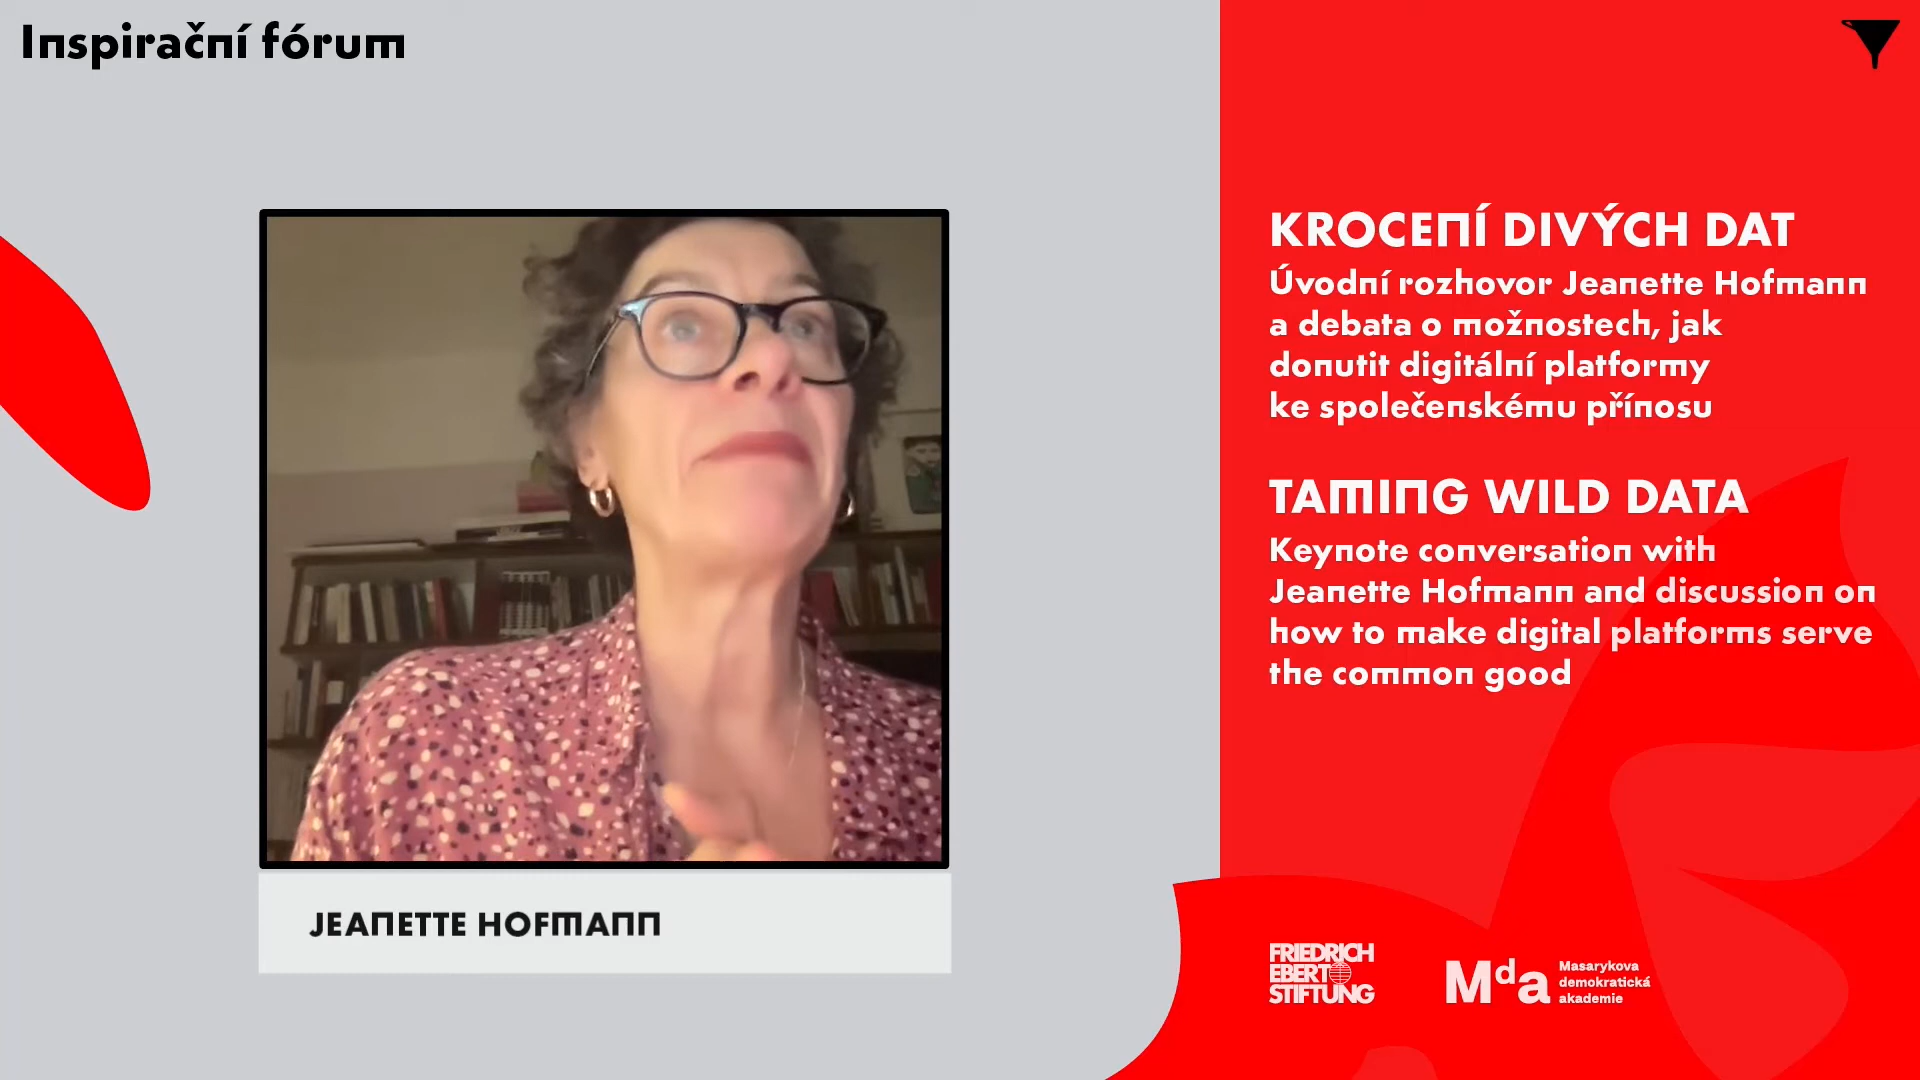 Inspirační fórum
JEANETTE HOFMANN
KROCENÍ DIVÝCH DAT
Úvodní rozhovor Jeanette Hofmann
a debata o možnostech, jak
donutit digitální platformy
ke společenskému přínosu
TAMING WILD DATA
Keynote conversation with
Jeanette Hofmann and discussion on
how to make digital platforms serve
the common good
FRIEDRICH
EBERT
STIFTUNG
Mda
Masarykova
demokratická
akademie